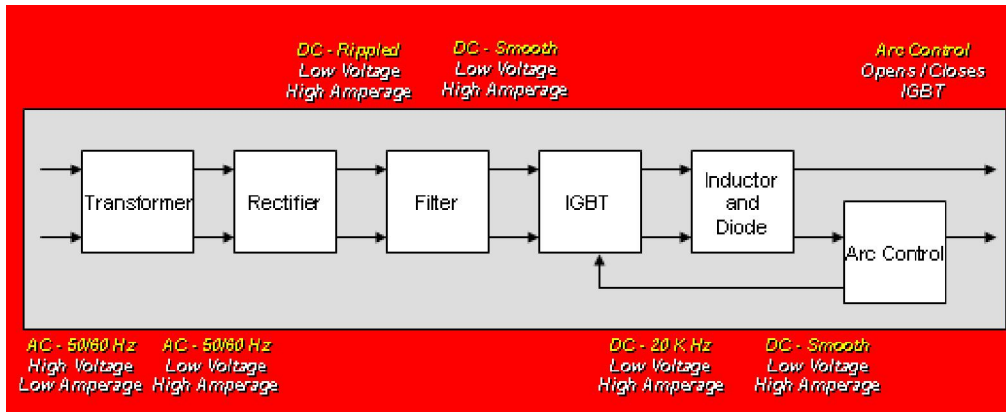 DC - Rippled
Low Voltage
High Amperage
DC - Smooth
Low Voltage
High Amperage
Arc Control
Opens / Closes
IGBT
Transformer
Rectifier
Filter
IGBT
Inductor
and
Diode
Arc Control
AC - 50/60 Hz
High Voltage
Low Amperage
AC - 50/60 Hz
Low Voltage
High Amperage
DC - 20 K Hz
Low Voltage
High Amperage
DC - Smooth
Low Voltage
High Amperage